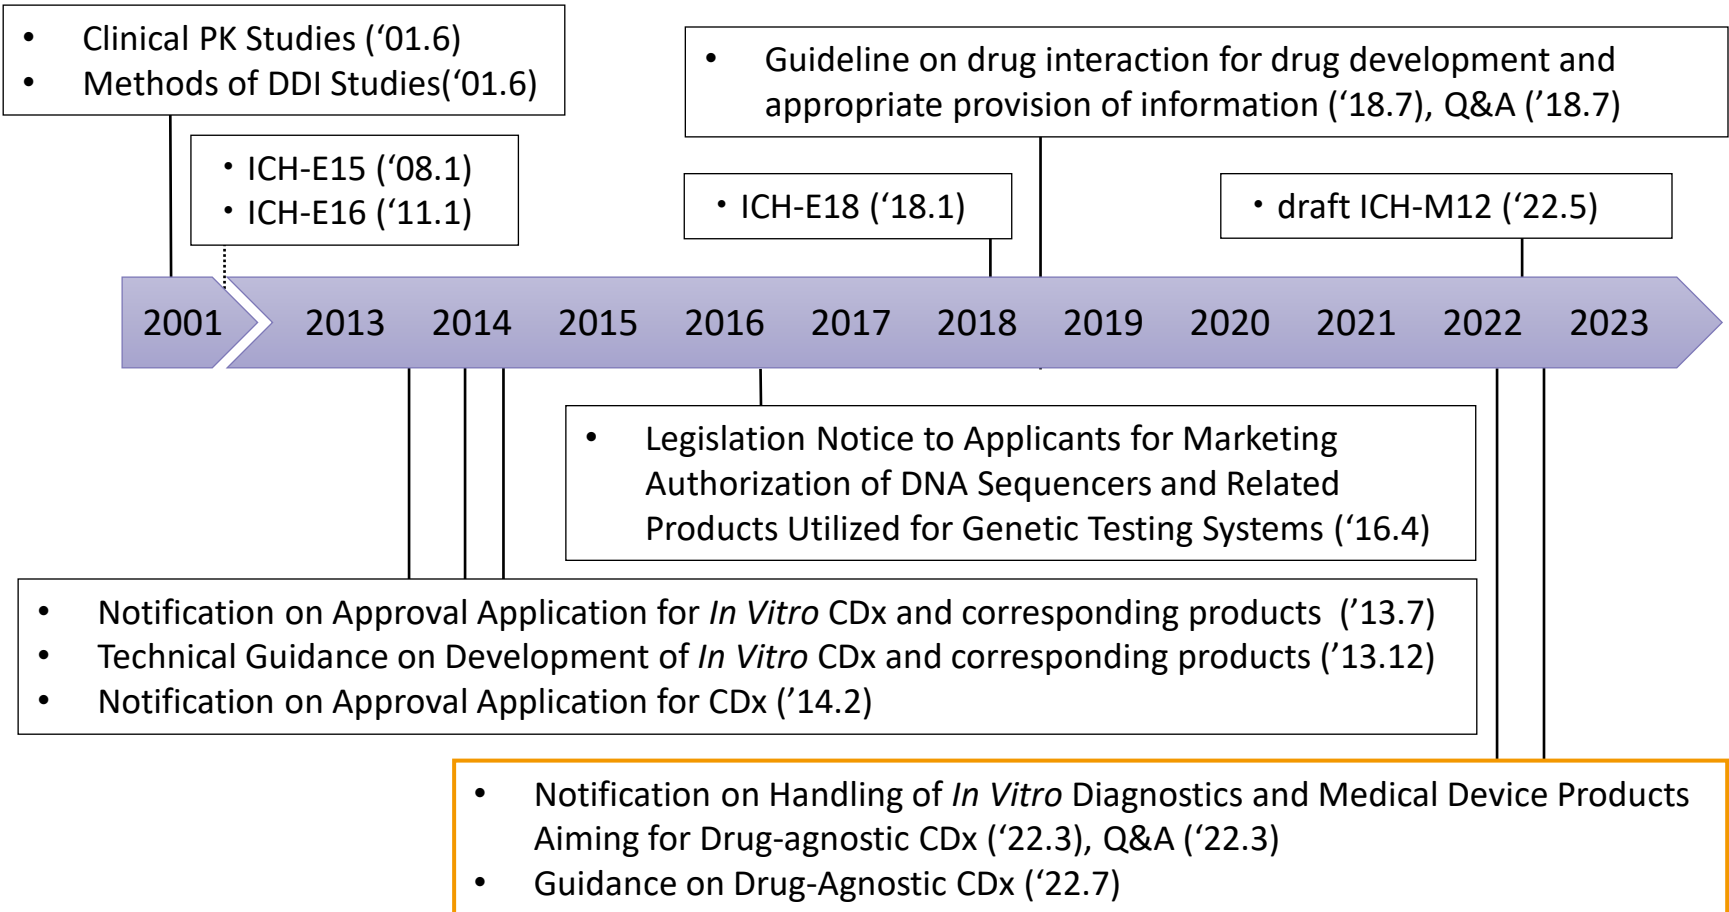 • Clinical PK Studies (‘01.6)
• Methods of DDI Studies(‘01.6)
• Guideline on drug interaction for drug development and
appropriate provision of information (‘18.7), Q&A (’18.7)
・ICH-E15 (‘08.1)
・ICH-E16 (‘11.1)
・ICH-E18 (‘18.1)
・draft ICH-M12 (‘22.5)
2001 2013 2014 2015 2016 2017 2018 2019 2020 2021 2022 2023
• Legislation Notice to Applicants for Marketing
Authorization of DNA Sequencers and Related
Products Utilized for Genetic Testing Systems (‘16.4)
• Notification on Approval Application for In Vitro CDx and corresponding products (’13.7)
• Technical Guidance on Development of In Vitro CDx and corresponding products (’13.12)
• Notification on Approval Application for CDx (’14.2)
• Notification on Handling of In Vitro Diagnostics and Medical Device Products
Aiming for Drug-agnostic CDx (‘22.3), Q&A (‘22.3)
• Guidance on Drug-Agnostic CDx (‘22.7)